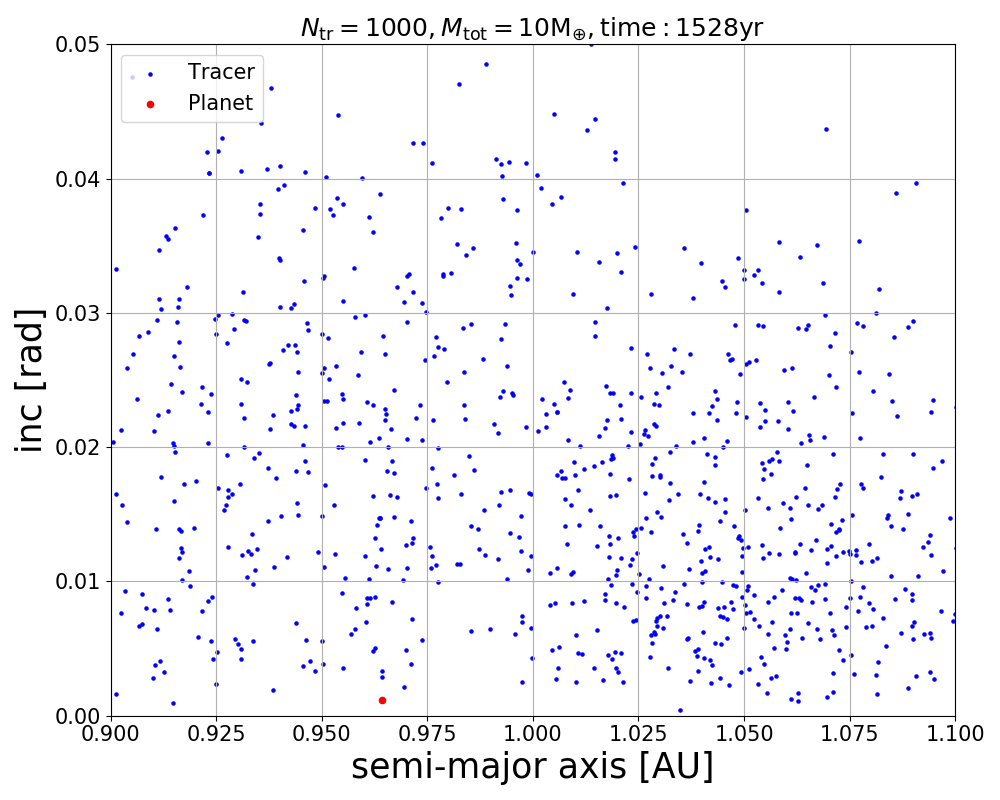 N_tr = 1000, M_tot = 10M_⊕, time : 1528yr
Tracer
Planet
0.05
0.04
0.03
0.02
0.01
0.00
inc [rad]
0.900 0.925 0.950 0.975 1.000 1.025 1.050 1.075 1.100
semi-major axis [AU]